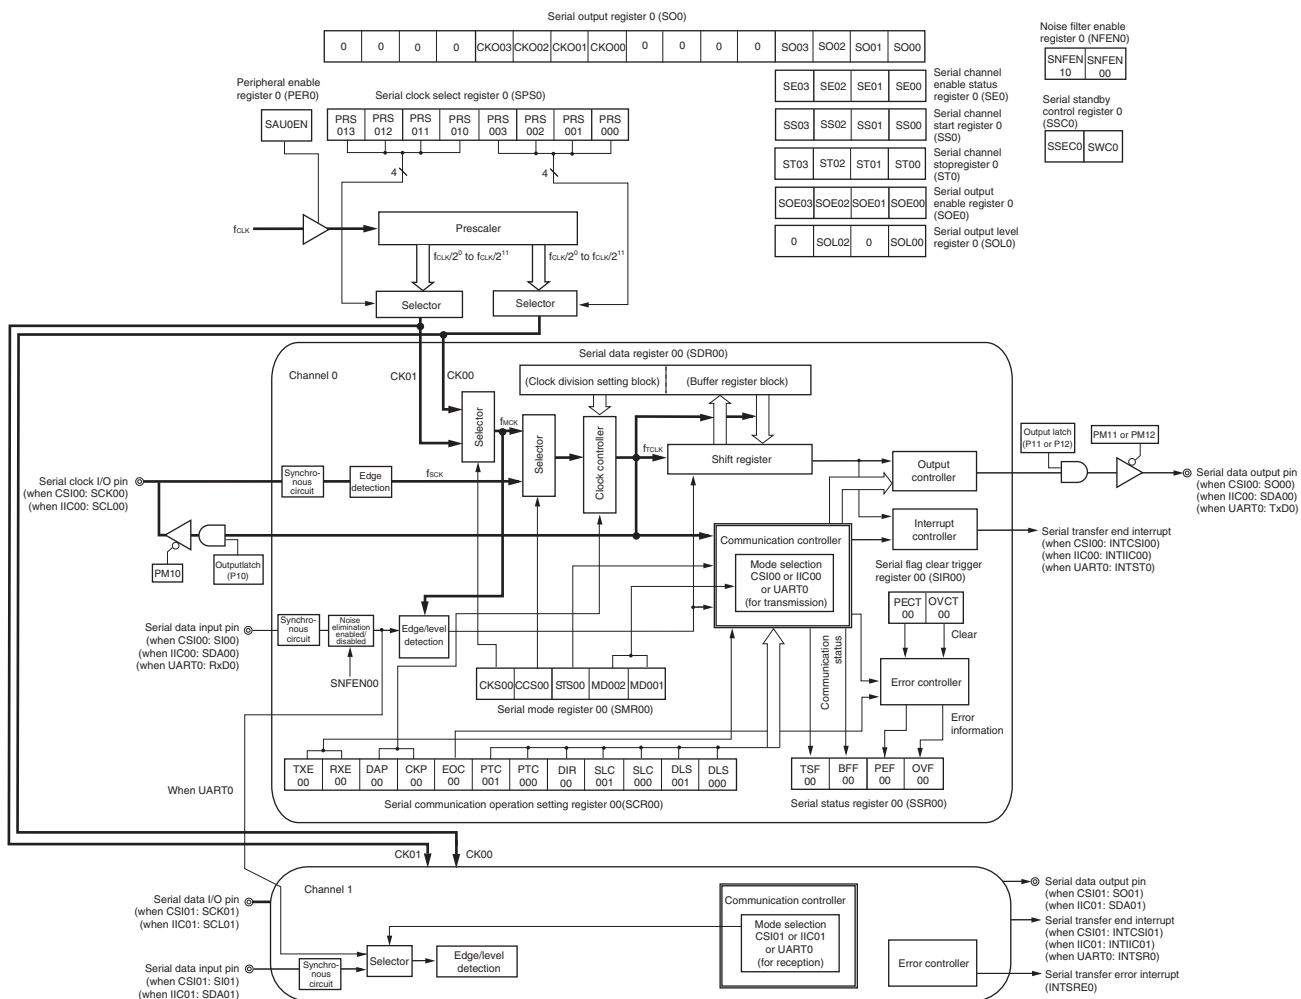 Serial output register 0 (SO0)
0 0 0 0 CKO03 CKO02 CKO01 CKO00 0 0 0 0 SO03 SO02 SO01 SO00
Noise filter enable
register 0 (NFEN0)
SNFEN SNFEN
10 00
Peripheral enable
register 0 (PER0)
SAU0EN
Serial clock select register 0 (SPS0)
PRS PRS PRS PRS PRS PRS PRS PRS
013 012 011 010 003 002 001 000
4
4
SE03 SE02 SE01 SE00
Serial channel
enable status
register 0 (SE0)
SS03 SS02 SS01 SS00
Serial channel
start register 0
(SS0)
ST03 ST02 ST01 ST00
Serial channel
stopregister 0
(ST0)
SOE03 SOE02 SOE01 SOE00
Serial output
enable register 0
(SOE0)
0 SOL02 0 SOL00
Serial output level
register 0 (SOL0)
Serial standby
control register 0
(SSC0)
SSEC0 SWC0
fCLK
Prescaler
fCLK/2⁰ to fCLK/2¹¹
fCLK/2⁰ to fCLK/2¹¹
Selector
Selector
Channel 0
CK01
CK00
Serial data register 00 (SDR00)
(Clock division setting block)
(Buffer register block)
Selector
fMCK
Selector
Clock controller
fTCLK
Shift register
Output
controller
Output latch
(P11 or P12)
PM11 or PM12
Serial data output pin
(when CSI00: SO00)
(when IIC00: SDA00)
(when UART0: TxD0)
Serial clock I/O pin
(when CSI00: SCK00)
(when IIC00: SCL00)
Synchro-
nous
circuit
Edge
detection
fSCK
PM10
Outputlatch
(P10)
Communication controller
Mode selection
CSI00 or IIC00
or UART0
(for transmission)
Interrupt
controller
Serial transfer end interrupt
(when CSI00: INTCSI00)
(when IIC00: INTIIC00)
(when UART0: INTST0)
Serial flag clear trigger
register 00 (SIR00)
PECT OVCT
00 00
Clear
Serial data input pin
(when CSI00: SI00)
(when IIC00: SDA00)
(when UART0: RxD0)
Synchro-
nous
circuit
Noise
elimination
enabled/
disabled
SNFEN00
Edge/level
detection
CKS00 CCS00 STS00 MD002 MD001
Serial mode register 00 (SMR00)
Communication
status
Error controller
Error
information
TXE RXE DAP CKP EOC PTC PTC DIR SLC SLC DLS DLS
00 00 00 00 00 001 000 00 001 000 001 000
Serial communication operation setting register 00(SCR00)
TSF BFF PEF OVF
00 00 00 00
Serial status register 00 (SSR00)
When UART0
CK01
CK00
Channel 1
Serial data I/O pin
(when CSI01: SCK01)
(when IIC01: SCL01)
Serial data input pin
(when CSI01: SI01)
(when IIC01: SDA01)
Synchro-
nous
circuit
Selector
Edge/level
detection
Communication controller
Mode selection
CSI01 or IIC01
or UART0
(for reception)
Error controller
Serial data output pin
(when CSI01: SO01)
(when IIC01: SDA01)
Serial transfer end interrupt
(when CSI01: INTCSI01)
(when IIC01: INTIIC01)
(when UART0: INTSR0)
Serial transfer error interrupt
(INTSRE0)